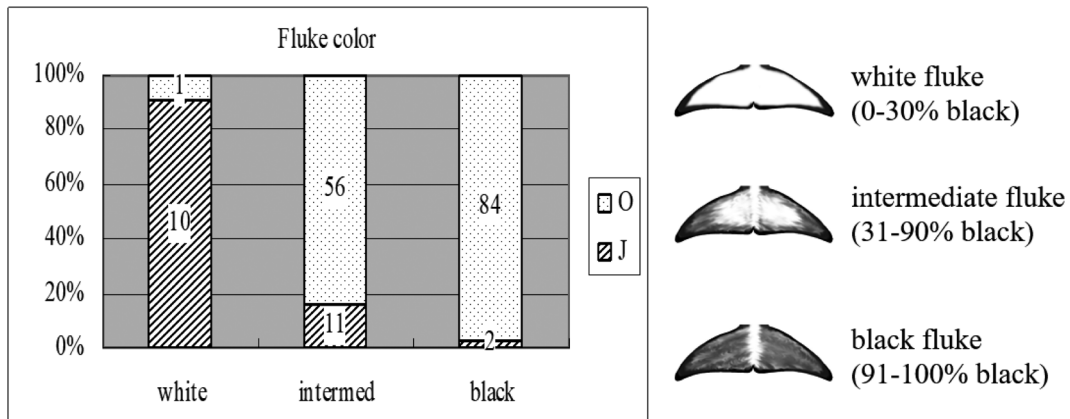 Fluke color
100%
80%
60%
40%
20%
0%
1
10
56
11
84
2
white
intermed
black
O
J
white fluke
(0-30% black)
intermediate fluke
(31-90% black)
black fluke
(91-100% black)